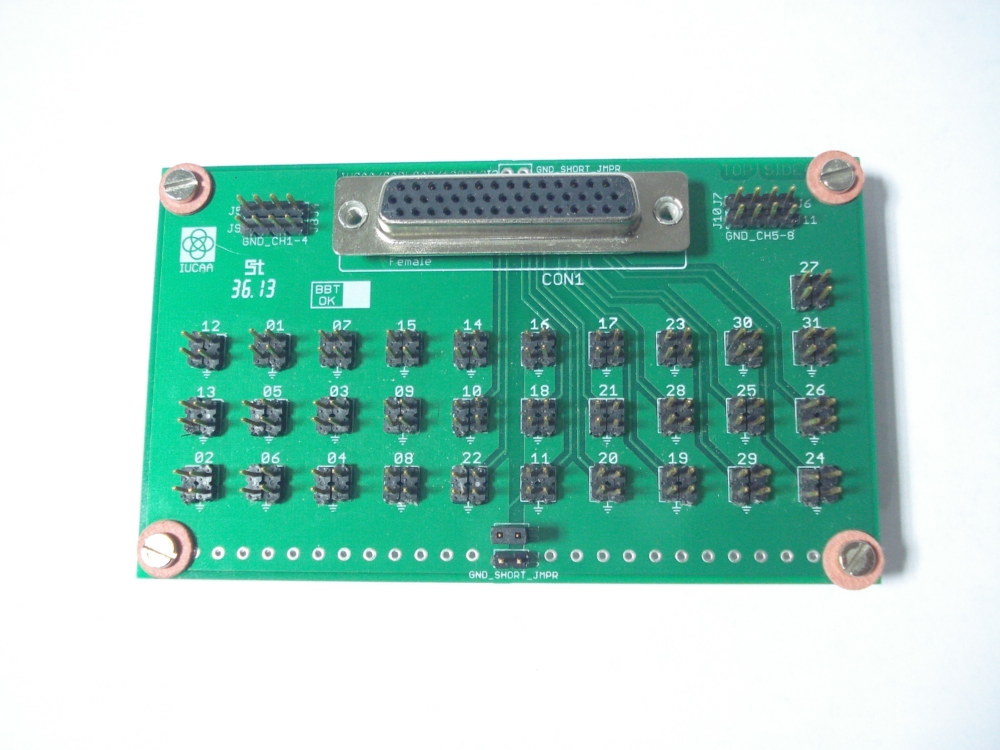 GND_SHORT_JMPR
TOP SIDE
J5
J9
GND_CH1-4
J7
J10
J6
J11
GND_CH5-8
IUCAA
St
36.13
Female
CON1
BBT
OK
27
12 01 07 15 14 16 17 23 30 31
13 05 03 09 10 18 21 28 25 26
02 06 04 08 22 11 20 19 29 24
GND_SHORT_JMPR